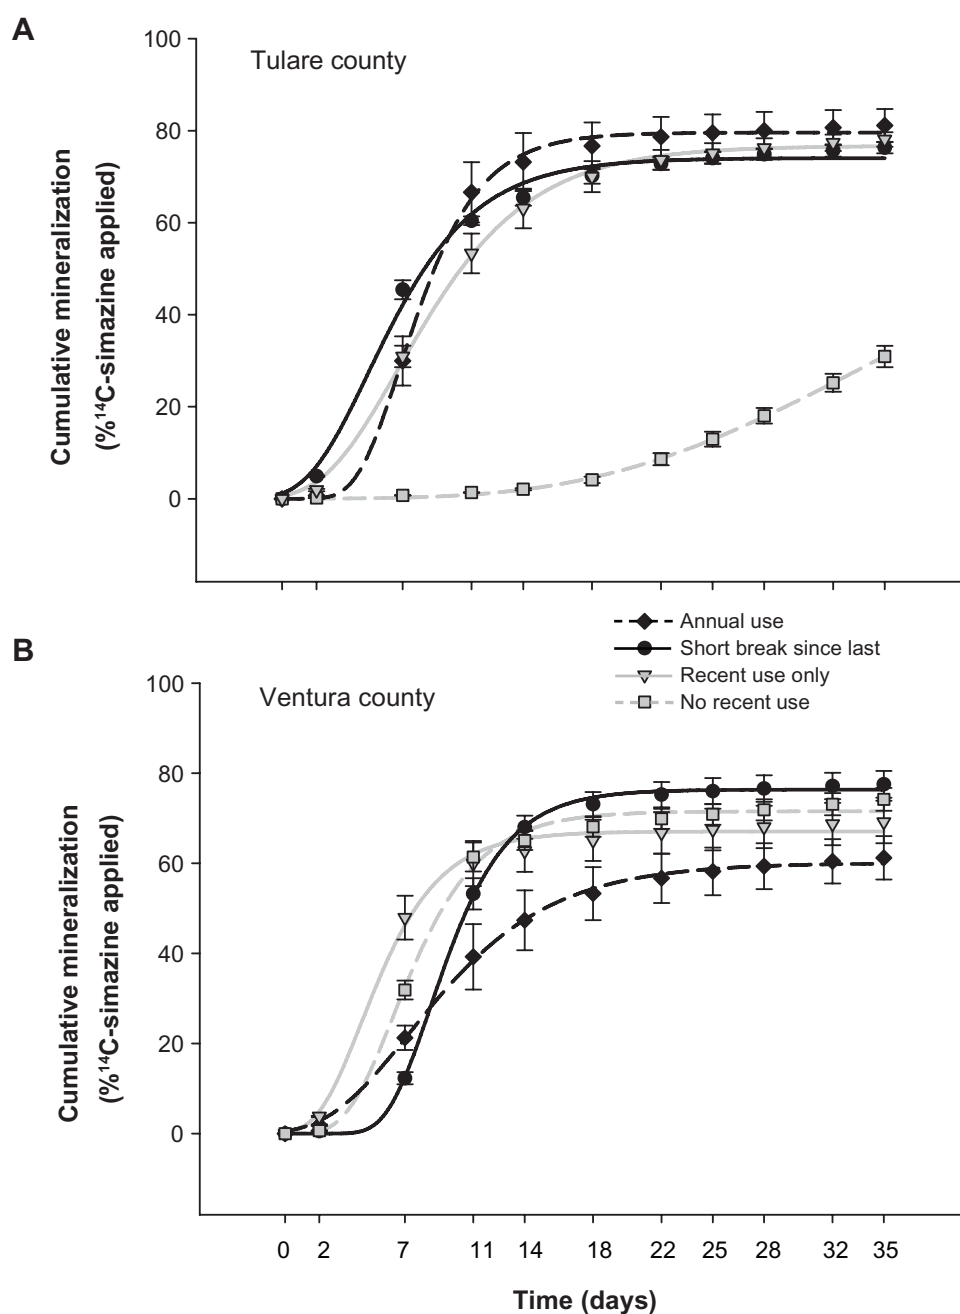 A
Tulare county
100
80
60
40
20
0
Cumulative mineralization
(%¹⁴C-simazine applied)
Annual use
Short break since last
Recent use only
No recent use
B
Ventura county
100
80
60
40
20
0
Cumulative mineralization
(%¹⁴C-simazine applied)
0 2 7 11 14 18 22 25 28 32 35
Time (days)